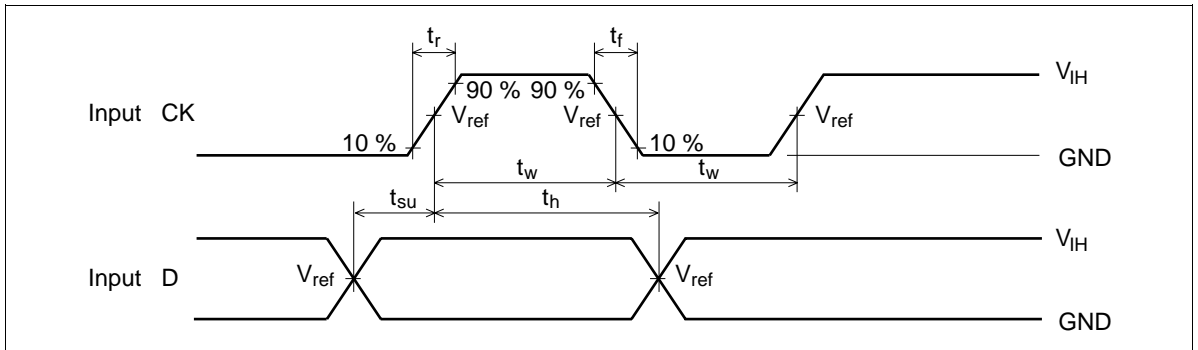 tr
tf
VIH
90 % 90 %
Input CK
Vref
Vref
Vref
10 %
10 %
GND
tw
tw
tsu
th
VIH
Input D
Vref
Vref
GND